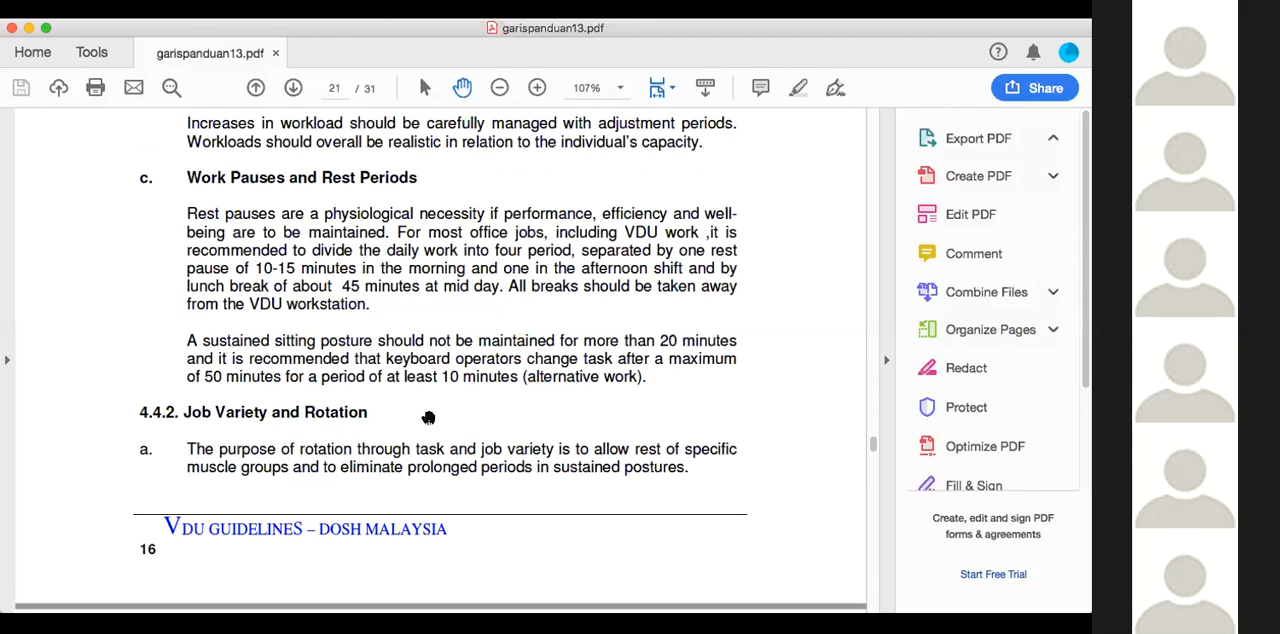 garispanduan13.pdf
Home Tools garispanduan13.pdf ×
21 / 31 107% Share
Increases in workload should be carefully managed with adjustment periods.
Workloads should overall be realistic in relation to the individual's capacity.
c. Work Pauses and Rest Periods
Rest pauses are a physiological necessity if performance, efficiency and well-
being are to be maintained. For most office jobs, including VDU work ,it is
recommended to divide the daily work into four period, separated by one rest
pause of 10-15 minutes in the morning and one in the afternoon shift and by
lunch break of about 45 minutes at mid day. All breaks should be taken away
from the VDU workstation.
A sustained sitting posture should not be maintained for more than 20 minutes
and it is recommended that keyboard operators change task after a maximum
of 50 minutes for a period of at least 10 minutes (alternative work).
4.4.2. Job Variety and Rotation
a. The purpose of rotation through task and job variety is to allow rest of specific
muscle groups and to eliminate prolonged periods in sustained postures.
VDU GUIDELINES – DOSH MALAYSIA
16
Export PDF
Create PDF
Edit PDF
Comment
Combine Files
Organize Pages
Redact
Protect
Optimize PDF
Fill & Sign
Create, edit and sign PDF
forms & agreements
Start Free Trial